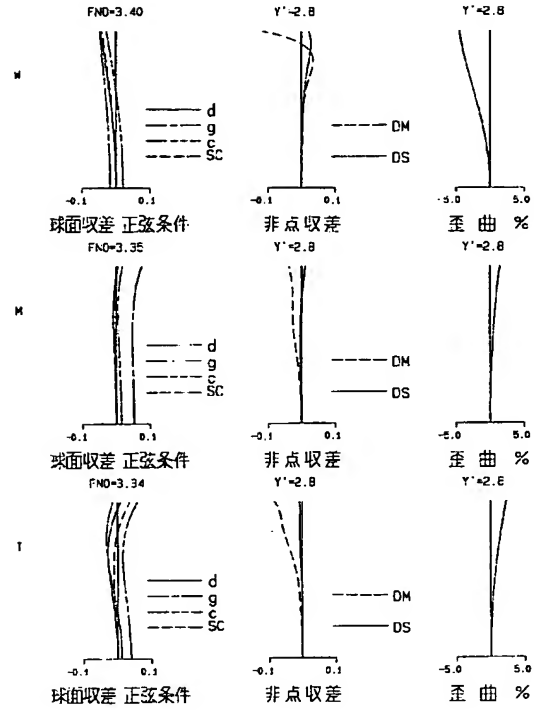 FNO=3.40 Y'=2.8 Y'=2.8
W
d
g
c
SC
DM
DS
-0.1 0.1 -0.1 0.1 -5.0 5.0
球面収差 正弦条件 非点収差 歪曲 %
FNO=3.35 Y'=2.8 Y'=2.8
M
d
g
c
SC
DM
DS
-0.1 0.1 -0.1 0.1 -5.0 5.0
球面収差 正弦条件 非点収差 歪曲 %
FNO=3.34 Y'=2.8 Y'=2.8
T
d
g
c
SC
DM
DS
-0.1 0.1 -0.1 0.1 -5.0 5.0
球面収差 正弦条件 非点収差 歪曲 %